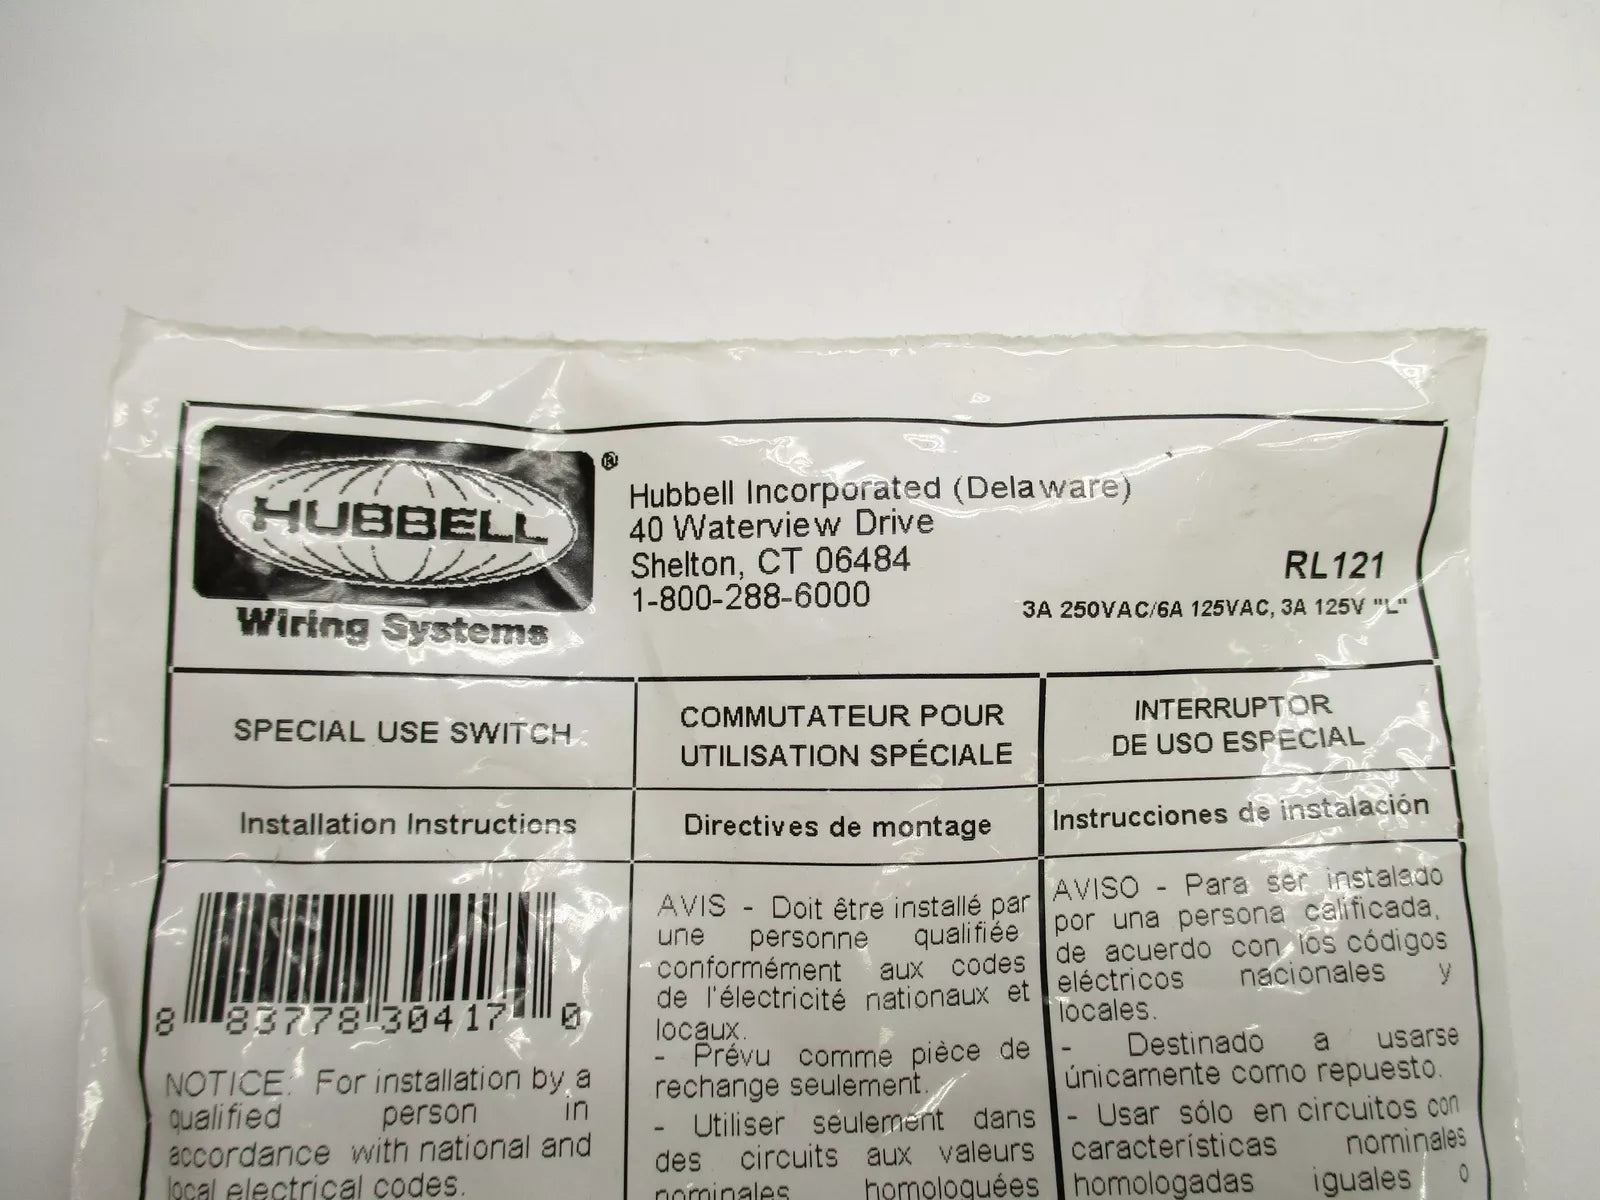 HUBBELL
®
Wiring Systems
Hubbell Incorporated (Delaware)
40 Waterview Drive
Shelton, CT 06484
1-800-288-6000
RL121
3A 250VAC/6A 125VAC, 3A 125V "L"
SPECIAL USE SWITCH
Installation Instructions
8 83778 30417 0
NOTICE: For installation by a
qualified person in
accordance with national and
local electrical codes.
COMMUTATEUR POUR
UTILISATION SPÉCIALE
Directives de montage
AVIS - Doit être installé par
une personne qualifiée
conformément aux codes
de l'électricité nationaux et
locaux.
- Prévu comme pièce de
rechange seulement.
- Utiliser seulement dans
des circuits aux valeurs
nominales homologuées
INTERRUPTOR
DE USO ESPECIAL
Instrucciones de instalación
AVISO - Para ser instalado
por una persona calificada,
de acuerdo con los códigos
eléctricos nacionales y
locales.
- Destinado a usarse
únicamente como repuesto.
- Usar sólo en circuitos con
características nominales
homologadas iguales o